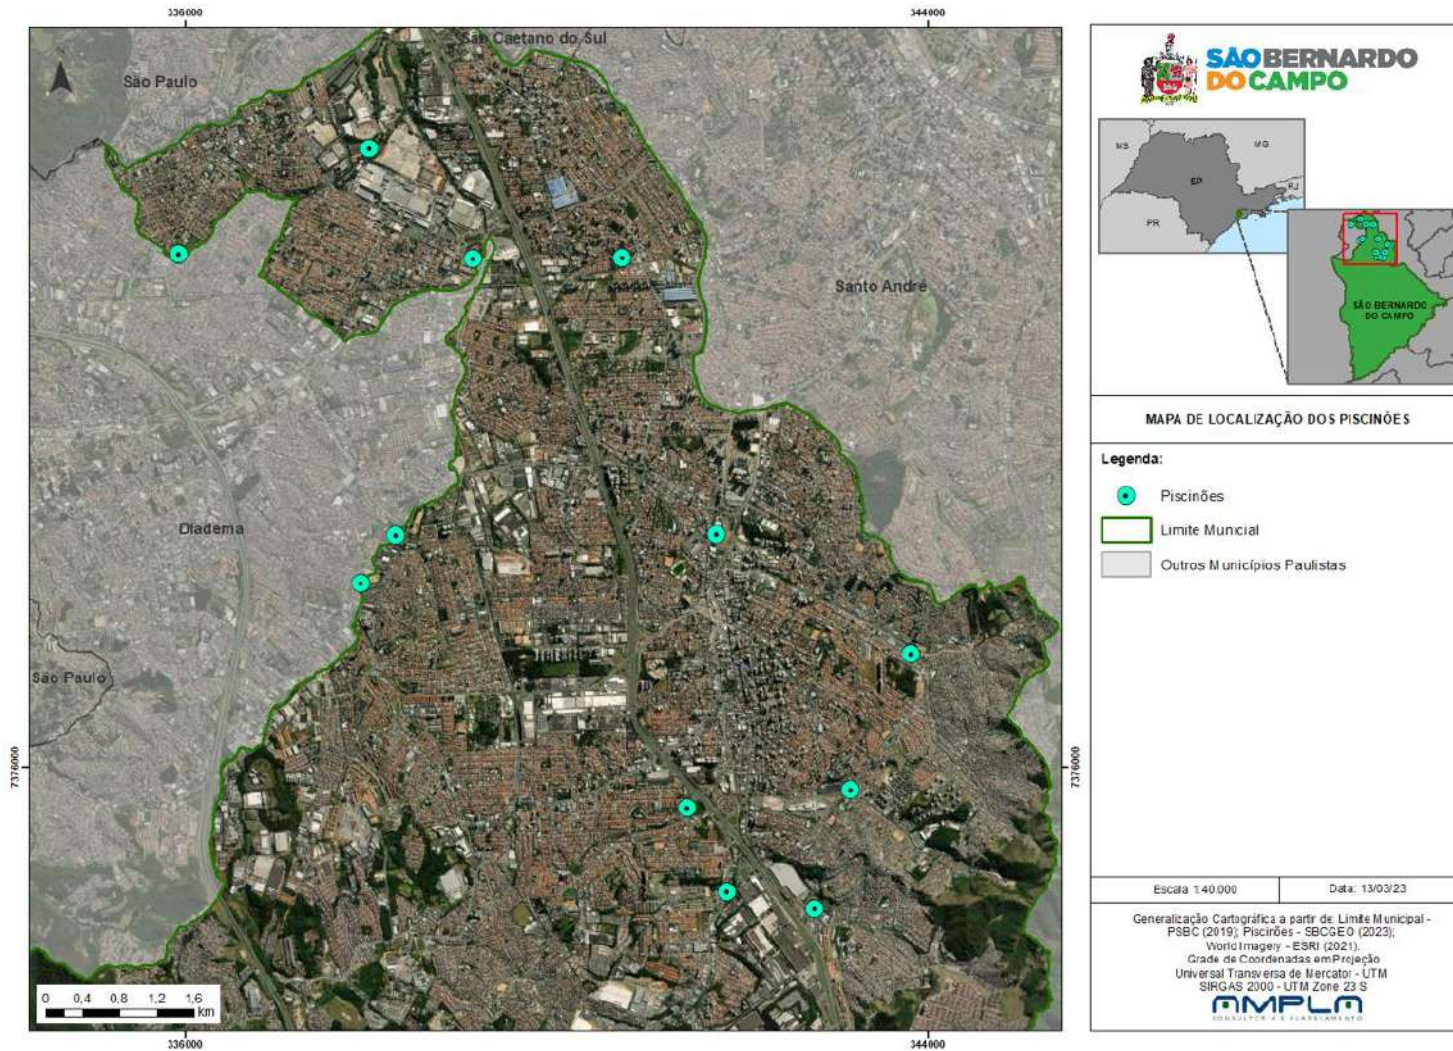 336000
344000
São Caetano do Sul
São Paulo
N
Santo André
Diadema
São Paulo
7376000
7376000
0 0,4 0,8 1,2 1,6
km
336000
344000
SÃO BERNARDO
DO CAMPO
MS
MG
SP
RJ
PR
SÃO BERNARDO
DO CAMPO
MAPA DE LOCALIZAÇÃO DOS PISCINÕES
Legenda:
Piscinões
Limite Municial
Outros Municípios Paulistas
Escala 1:40.000
Data: 13/03/23
Generalização Cartográfica a partir de: Limite Municipal -
PSBC (2019); Piscinões - SBCGEO (2023);
World Imagery - ESRI (2021).
Grade de Coordenadas em Projeção
Universal Transversa de Mercator - UTM
SIRGAS 2000 - UTM Zone 23 S
AMPLA
CONSULTORIA E PLANEJAMENTO